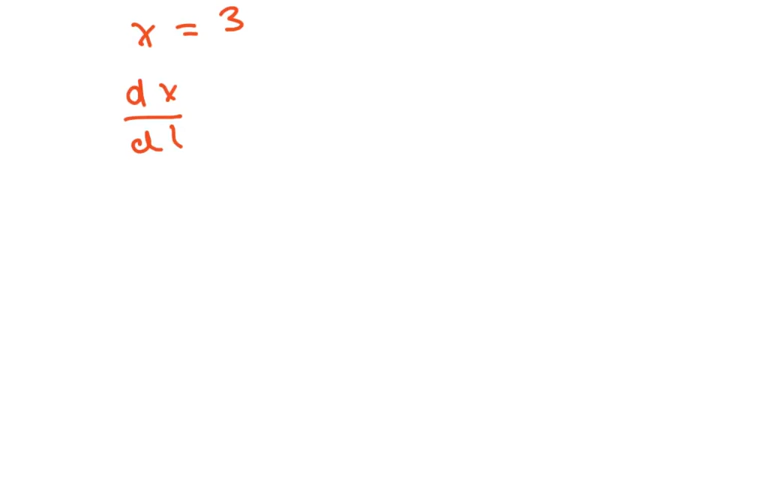 x = 3
dx
dl